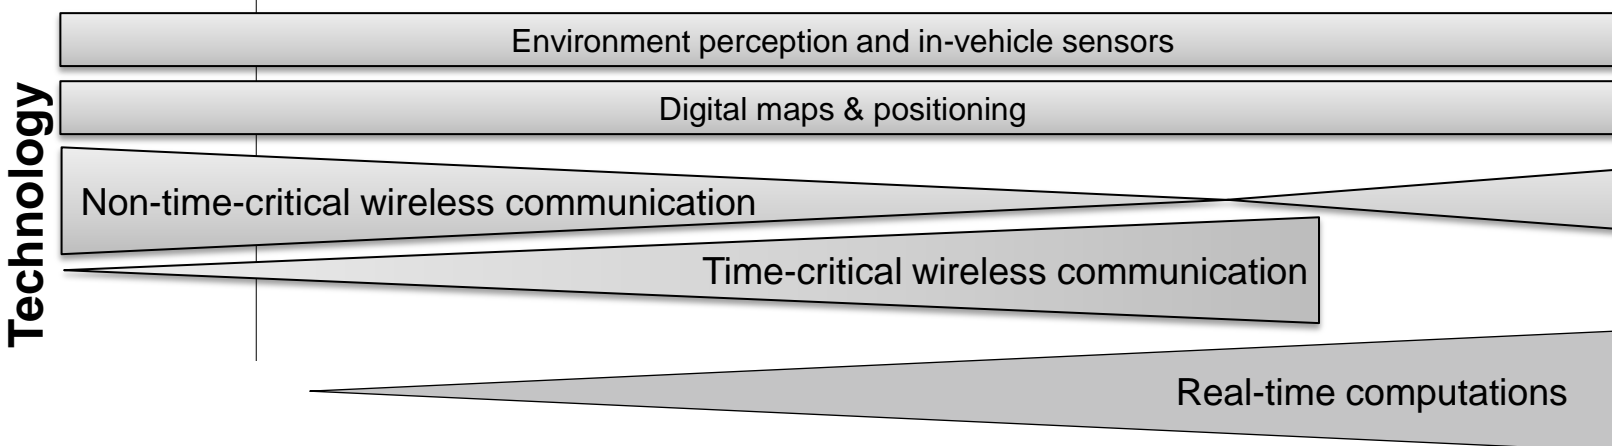 Technology
Environment perception and in-vehicle sensors
Digital maps & positioning
Non-time-critical wireless communication
Time-critical wireless communication
Real-time computations